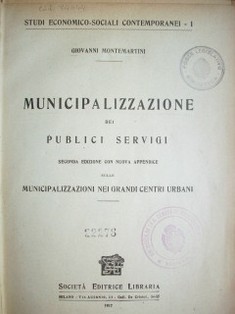 STUDI ECONOMICO-SOCIALI CONTEMPORANEI - I
GIOVANNI MONTEMARTINI
MUNICIPALIZZAZIONE
DEI
PUBLICI SERVIGI
SECONDA EDIZIONE CON NUOVA APPENDICE
SULLE
MUNICIPALIZZAZIONI NEI GRANDI CENTRI URBANI
SOCIETÀ EDITRICE LIBRARIA
MILANO